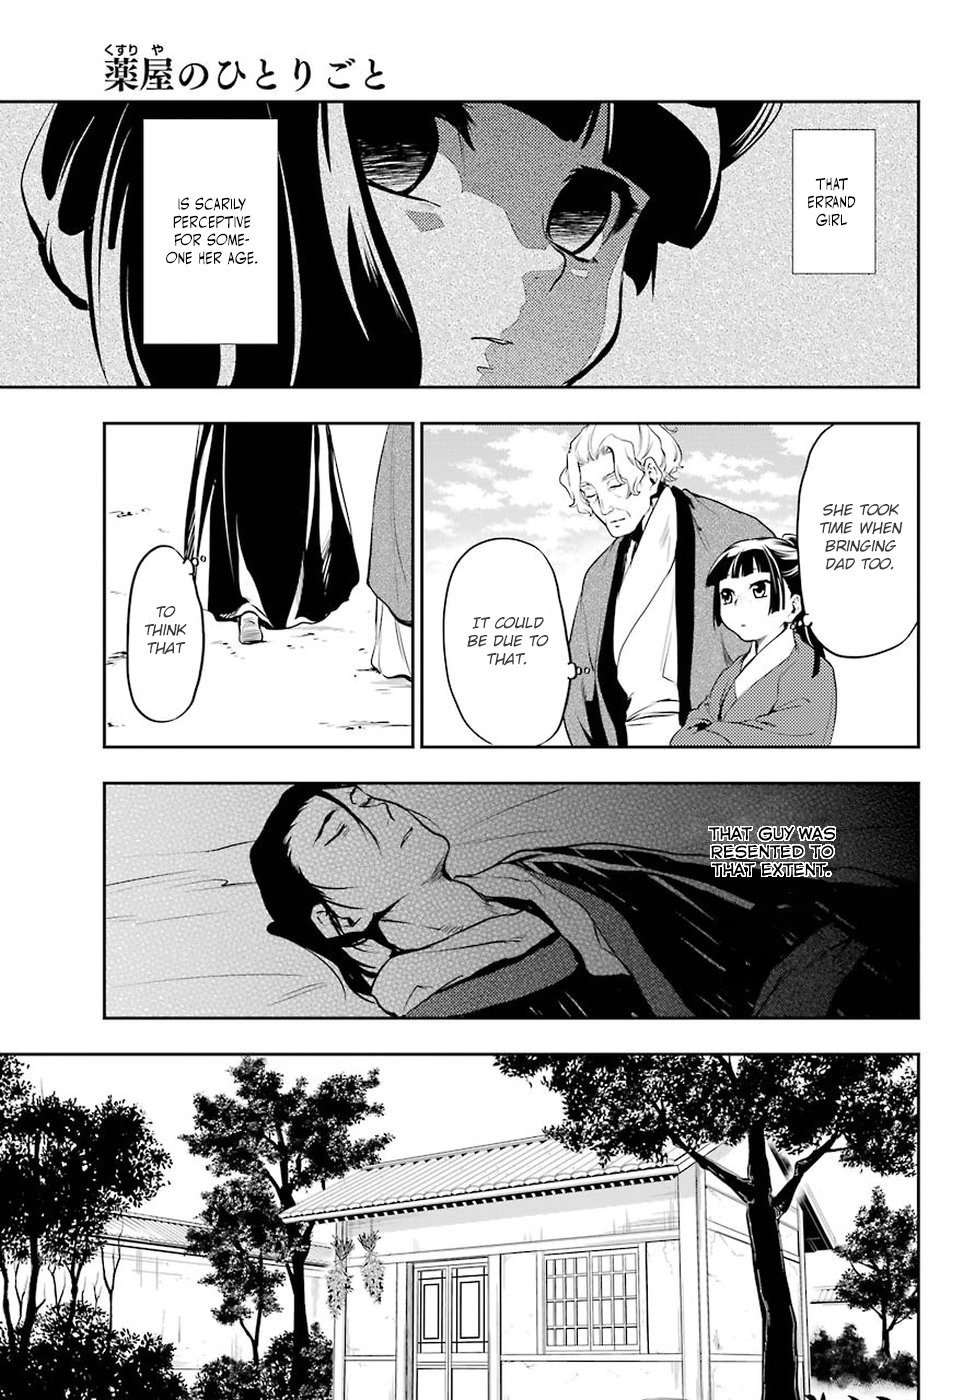 くすり や
薬屋のひとりごと
THAT
ERRAND
GIRL
IS SCARILY
PERCEPTIVE
FOR SOME-
ONE HER AGE.
SHE TOOK
TIME WHEN
BRINGING
DAD TOO.
IT COULD
BE DUE TO
THAT.
TO
THINK
THAT
THAT GUY WAS
RESENTED TO
THAT EXTENT.